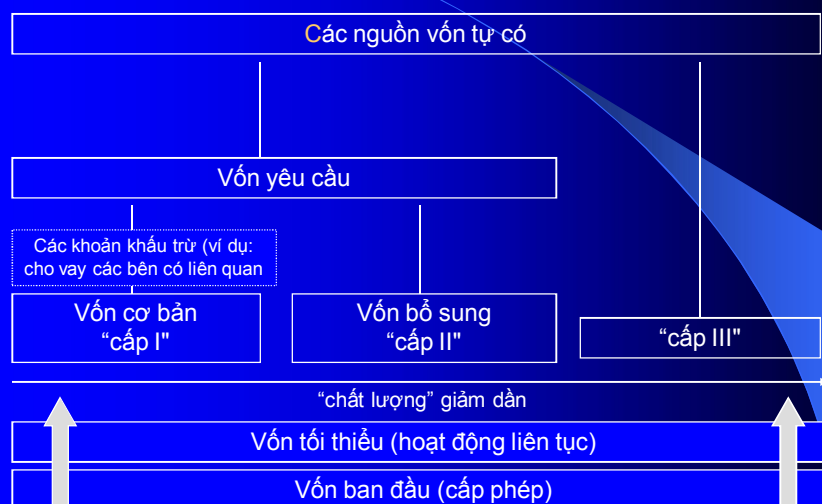 Các nguồn vốn tự có
Vốn yêu cầu
Các khoản khấu trừ (ví dụ:
cho vay các bên có liên quan
Vốn cơ bản
“cấp I"
Vốn bổ sung
“cấp II"
“cấp III"
“chất lượng” giảm dần
Vốn tối thiểu (hoạt động liên tục)
Vốn ban đầu (cấp phép)